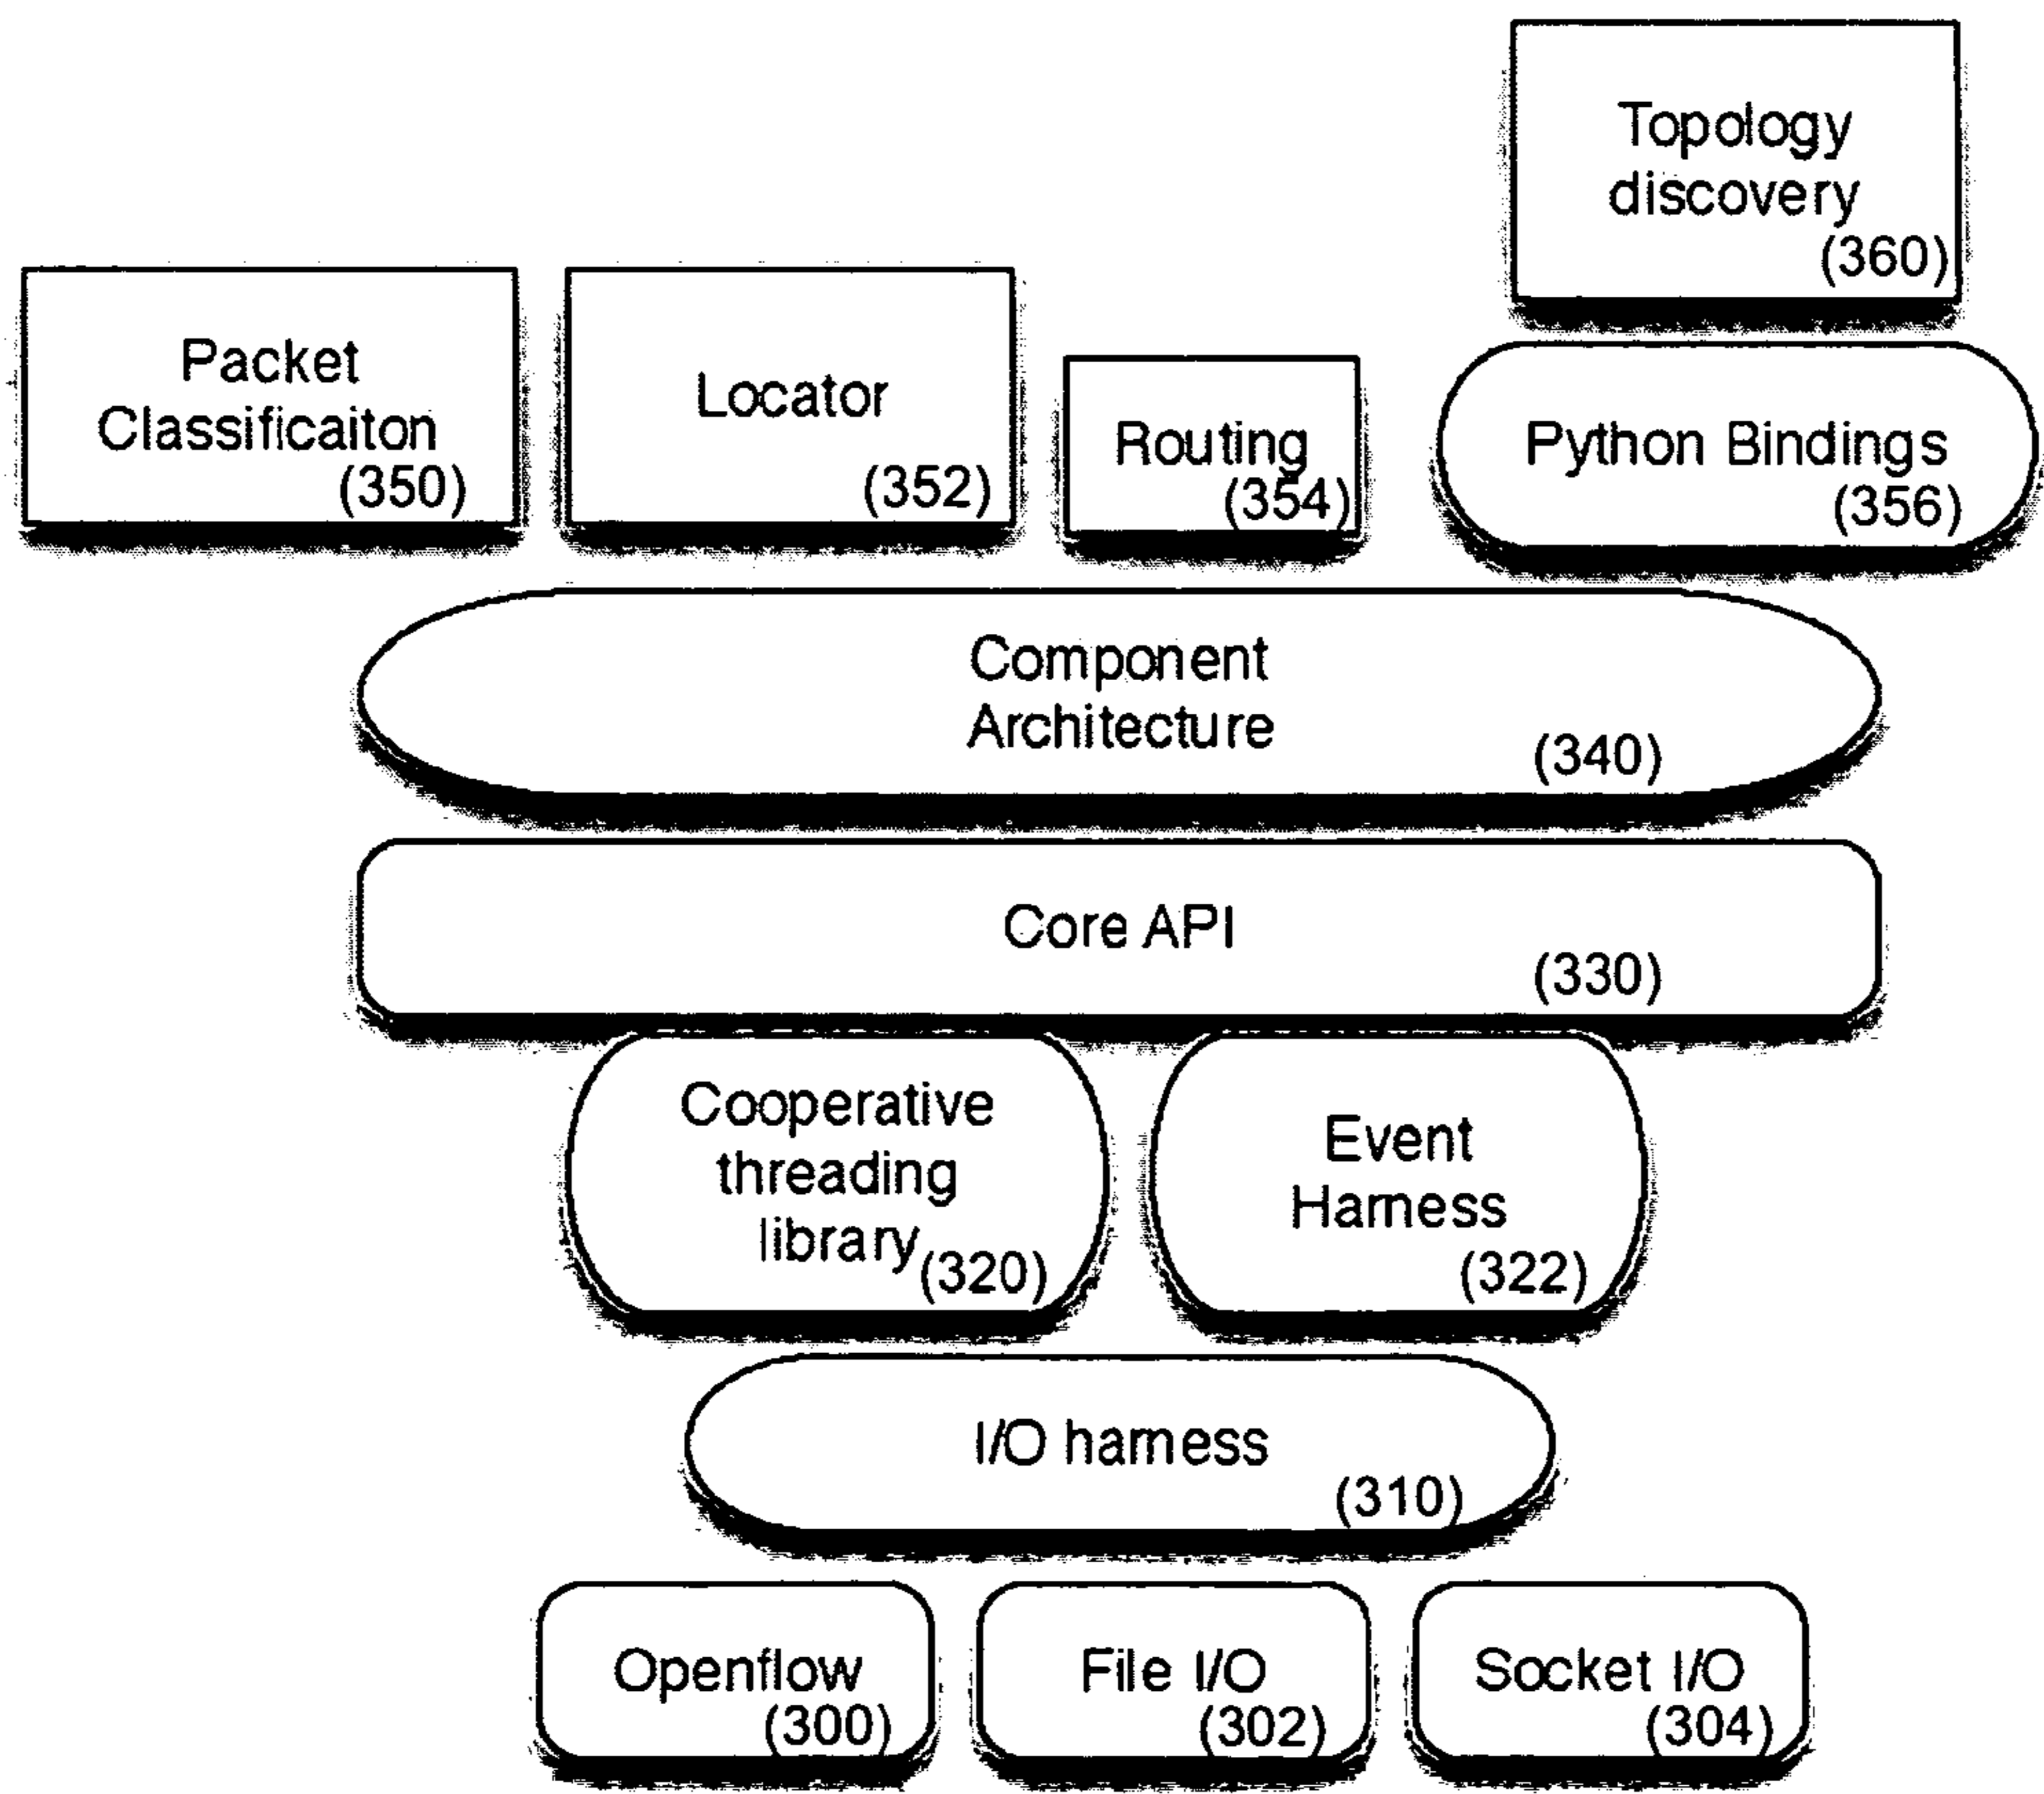 Topology
discovery
(360)
Packet
Classificaiton
(350)
Locator
(352)
Routing
(354)
Python Bindings
(356)
Component
Architecture
(340)
Core API
(330)
Cooperative
threading
library
(320)
Event
Harness
(322)
I/O harness
(310)
Openflow
(300)
File I/O
(302)
Socket I/O
(304)